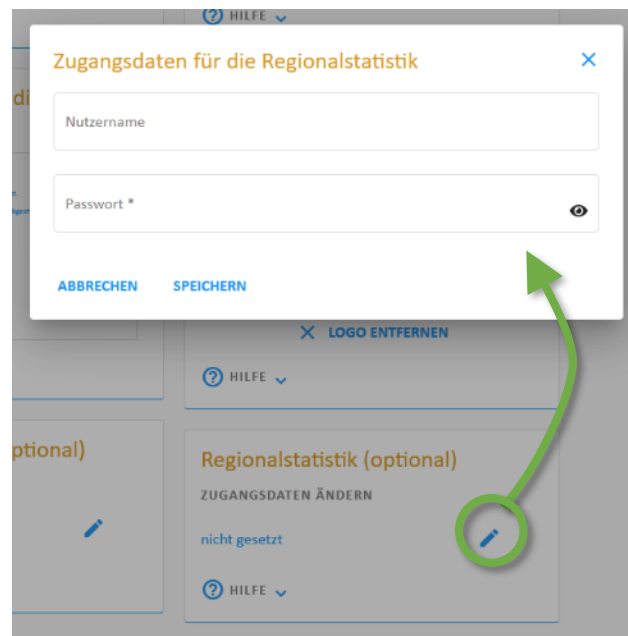 HILFE
Zugangsdaten für die Regionalstatistik
di
Nutzername
Passwort *
ABBRECHEN SPEICHERN
LOGO ENTFERNEN
HILFE
ptional)
Regionalstatistik (optional)
ZUGANGSDATEN ÄNDERN
nicht gesetzt
HILFE